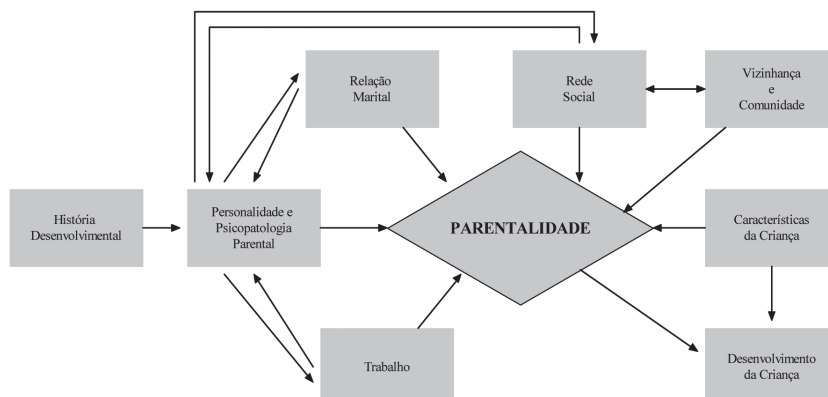 Relação
Marital
Rede
Social
Vizinhança
e
Comunidade
História
Desenvolvimental
Personalidade e
Psicopatologia
Parental
PARENTALIDADE
Características
da Criança
Trabalho
Desenvolvimento
da Criança